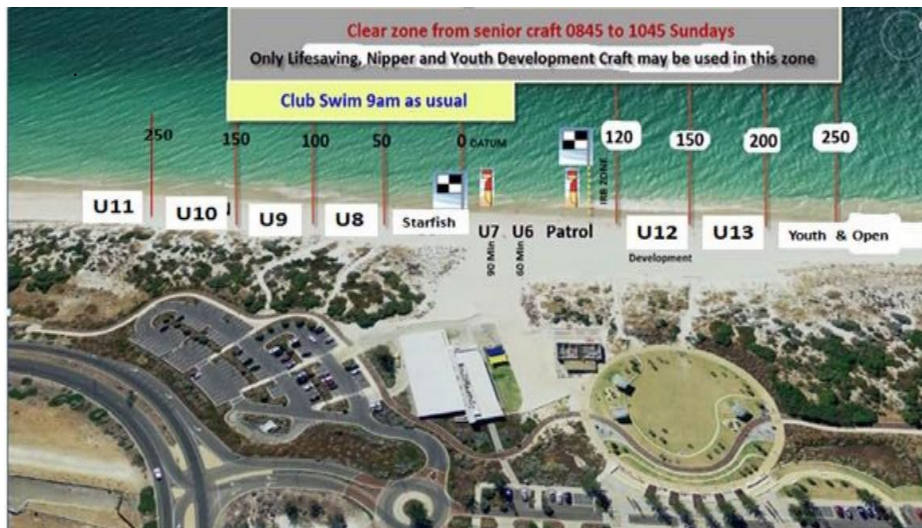 Clear zone from senior craft 0845 to 1045 Sundays
Only Lifesaving, Nipper and Youth Development Craft may be used in this zone
Club Swim 9am as usual
250 150 100 50 0 DATUM 120 150 200 250
IRB ZONE
U11 U10 U9 U8 Starfish U7 U6 Patrol U12 U13 Youth & Open
90 Min 60 Min Development